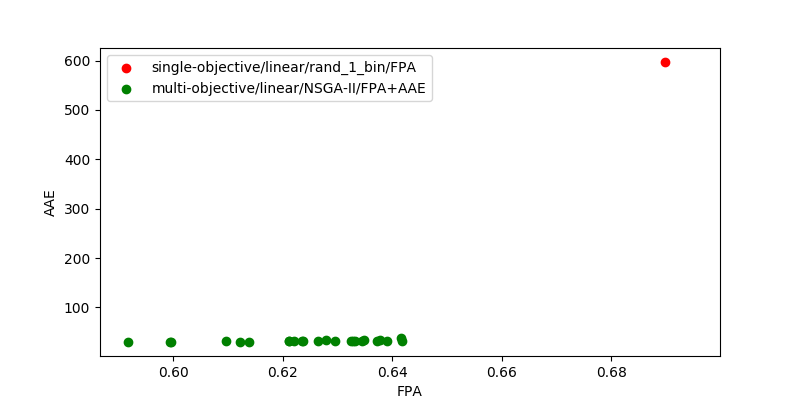 single-objective/linear/rand_1_bin/FPA
multi-objective/linear/NSGA-II/FPA+AAE
600
500
400
300
200
100
AAE
0.60 0.62 0.64 0.66 0.68
FPA